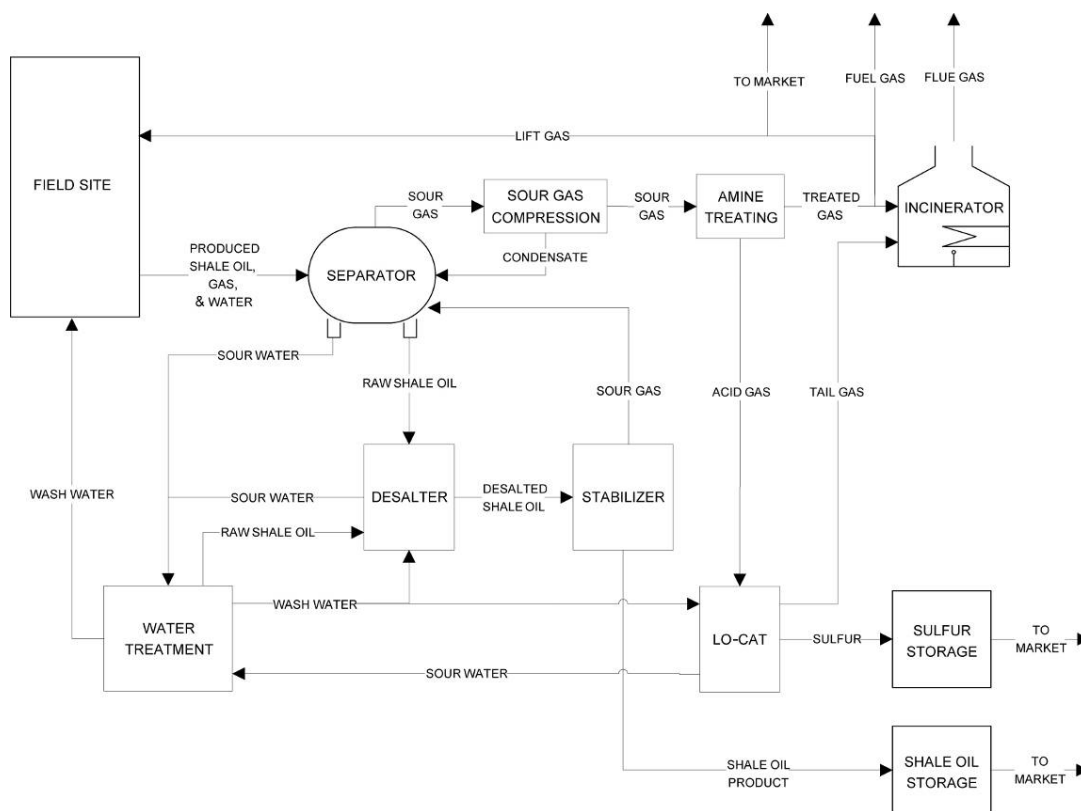 TO MARKET
FUEL GAS
FLUE GAS
LIFT GAS
FIELD SITE
SOUR
GAS
SOUR GAS
COMPRESSION
SOUR
GAS
AMINE
TREATING
TREATED
GAS
INCINERATOR
PRODUCED
SHALE OIL,
GAS,
& WATER
SEPARATOR
CONDENSATE
SOUR WATER
RAW SHALE OIL
SOUR GAS
ACID GAS
TAIL GAS
WASH WATER
SOUR WATER
DESALTER
DESALTED
SHALE OIL
STABILIZER
RAW SHALE OIL
WATER
TREATMENT
WASH WATER
LO-CAT
SULFUR
SULFUR
STORAGE
TO
MARKET
SOUR WATER
SHALE OIL
PRODUCT
SHALE OIL
STORAGE
TO
MARKET